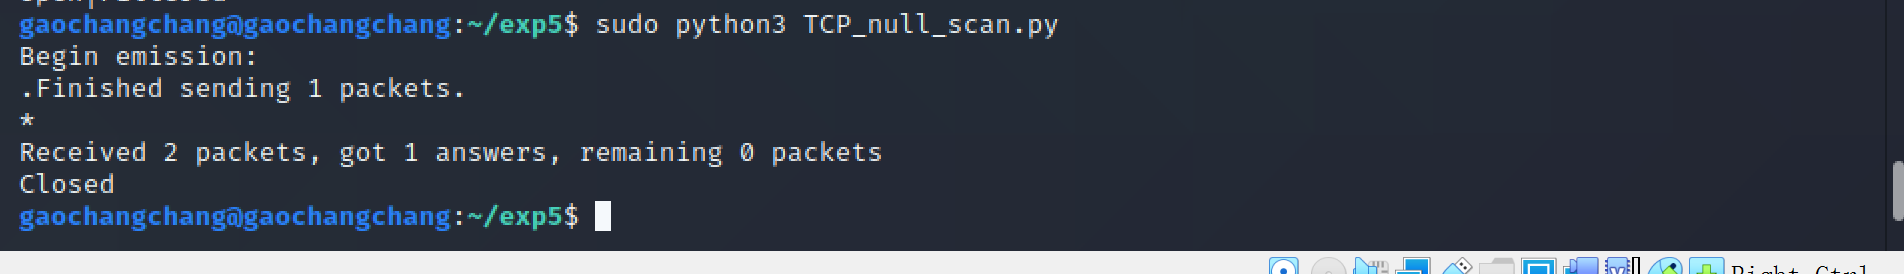 gaochangchang@gaochangchang:~/exp5$ sudo python3 TCP_null_scan.py
Begin emission:
.Finished sending 1 packets.
*
Received 2 packets, got 1 answers, remaining 0 packets
Closed
gaochangchang@gaochangchang:~/exp5$
Right Ctrl